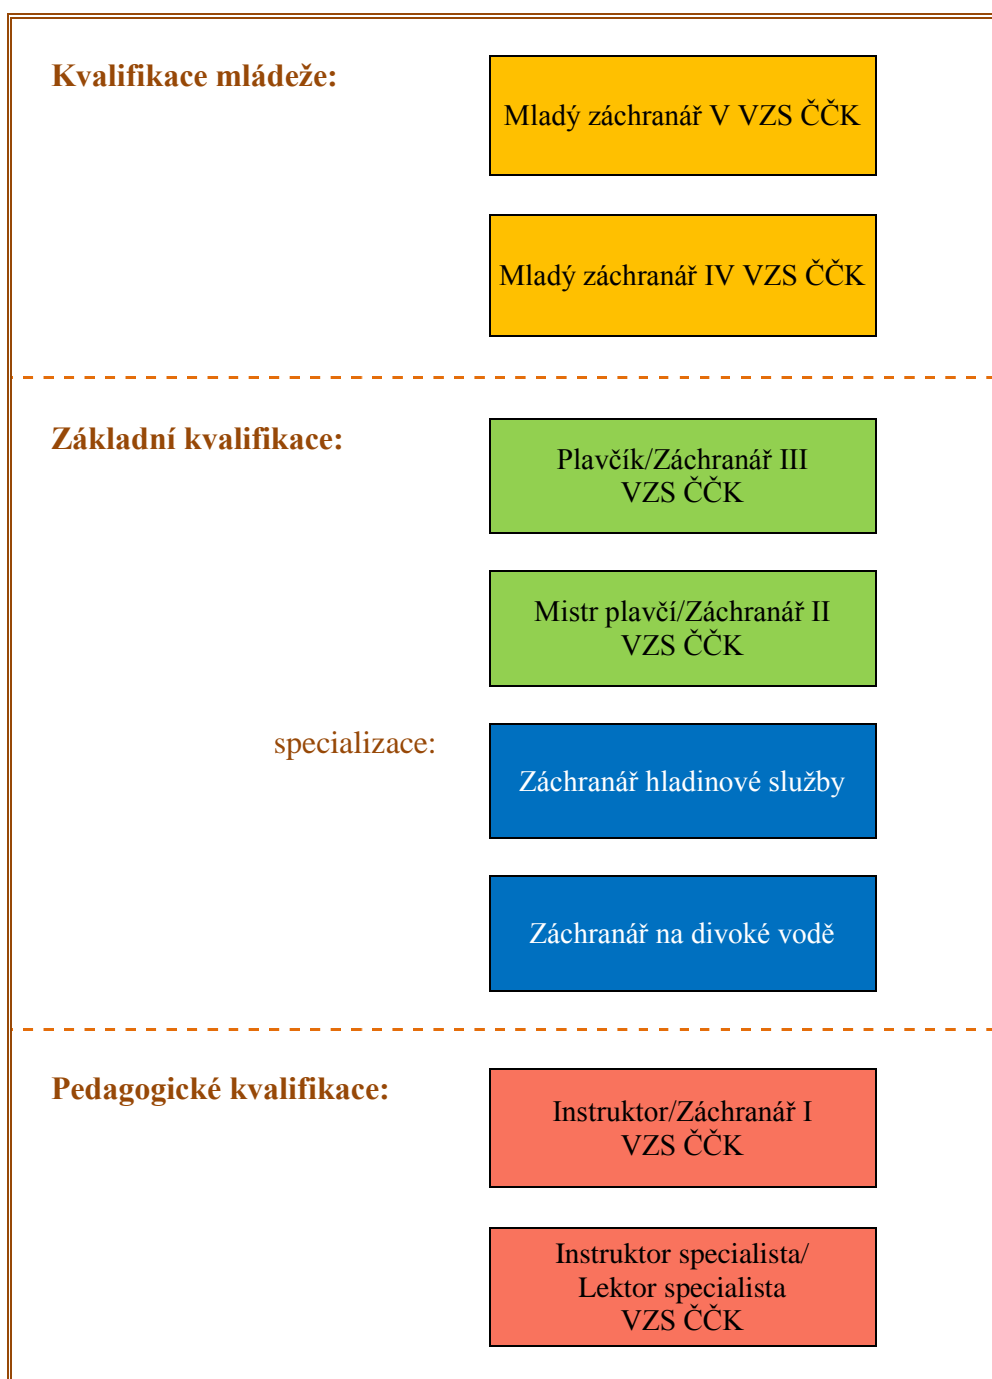 Kvalifikace mládeže:
Mladý záchranář V VZS ČČK
Mladý záchranář IV VZS ČČK
Základní kvalifikace:
Plavčík/Záchranář III
VZS ČČK
Mistr plavčí/Záchranář II
VZS ČČK
specializace:
Záchranář hladinové služby
Záchranář na divoké vodě
Pedagogické kvalifikace:
Instruktor/Záchranář I
VZS ČČK
Instruktor specialista/
Lektor specialista
VZS ČČK